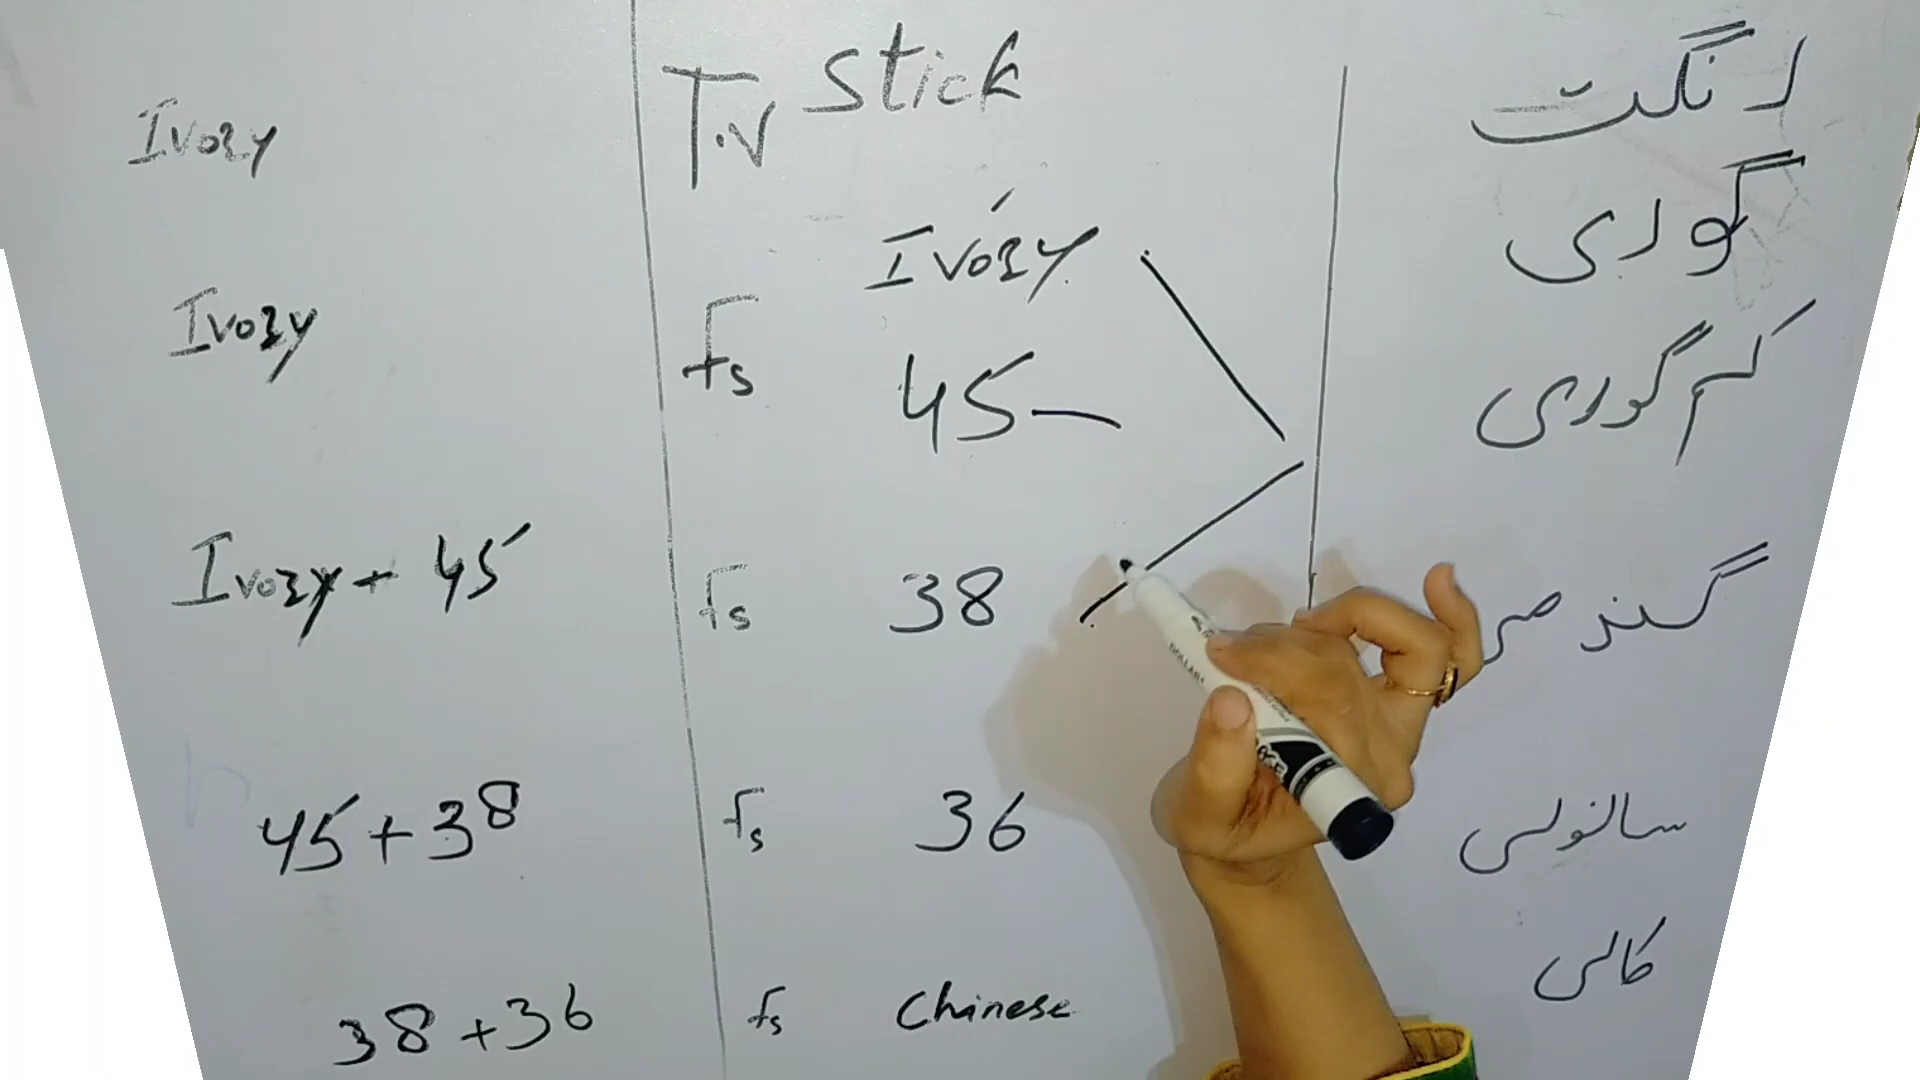 T.V Stick رنگت
Ivory Ivory گوری
Ivory Fs 45 کم گوری
Ivory + 45 Fs 38 گندمی
45 + 38 Fs 36 سانولی
38 + 36 Fs Chinese کالی
DOLLAR